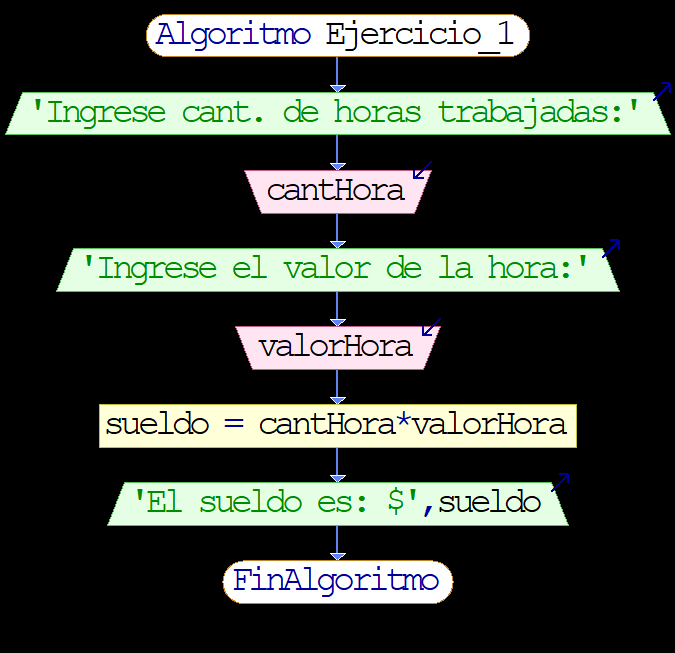 Algoritmo Ejercicio_1
'Ingrese cant. de horas trabajadas:'
cantHora
'Ingrese el valor de la hora:'
valorHora
sueldo = cantHora*valorHora
'El sueldo es: $',sueldo
FinAlgoritmo